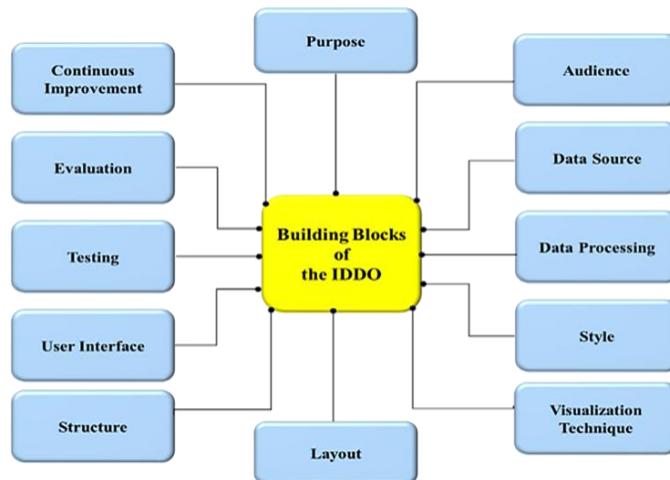 Purpose
Continuous
Improvement
Audience
Evaluation
Data Source
Building Blocks
of
the IDDO
Testing
Data Processing
User Interface
Style
Structure
Visualization
Technique
Layout